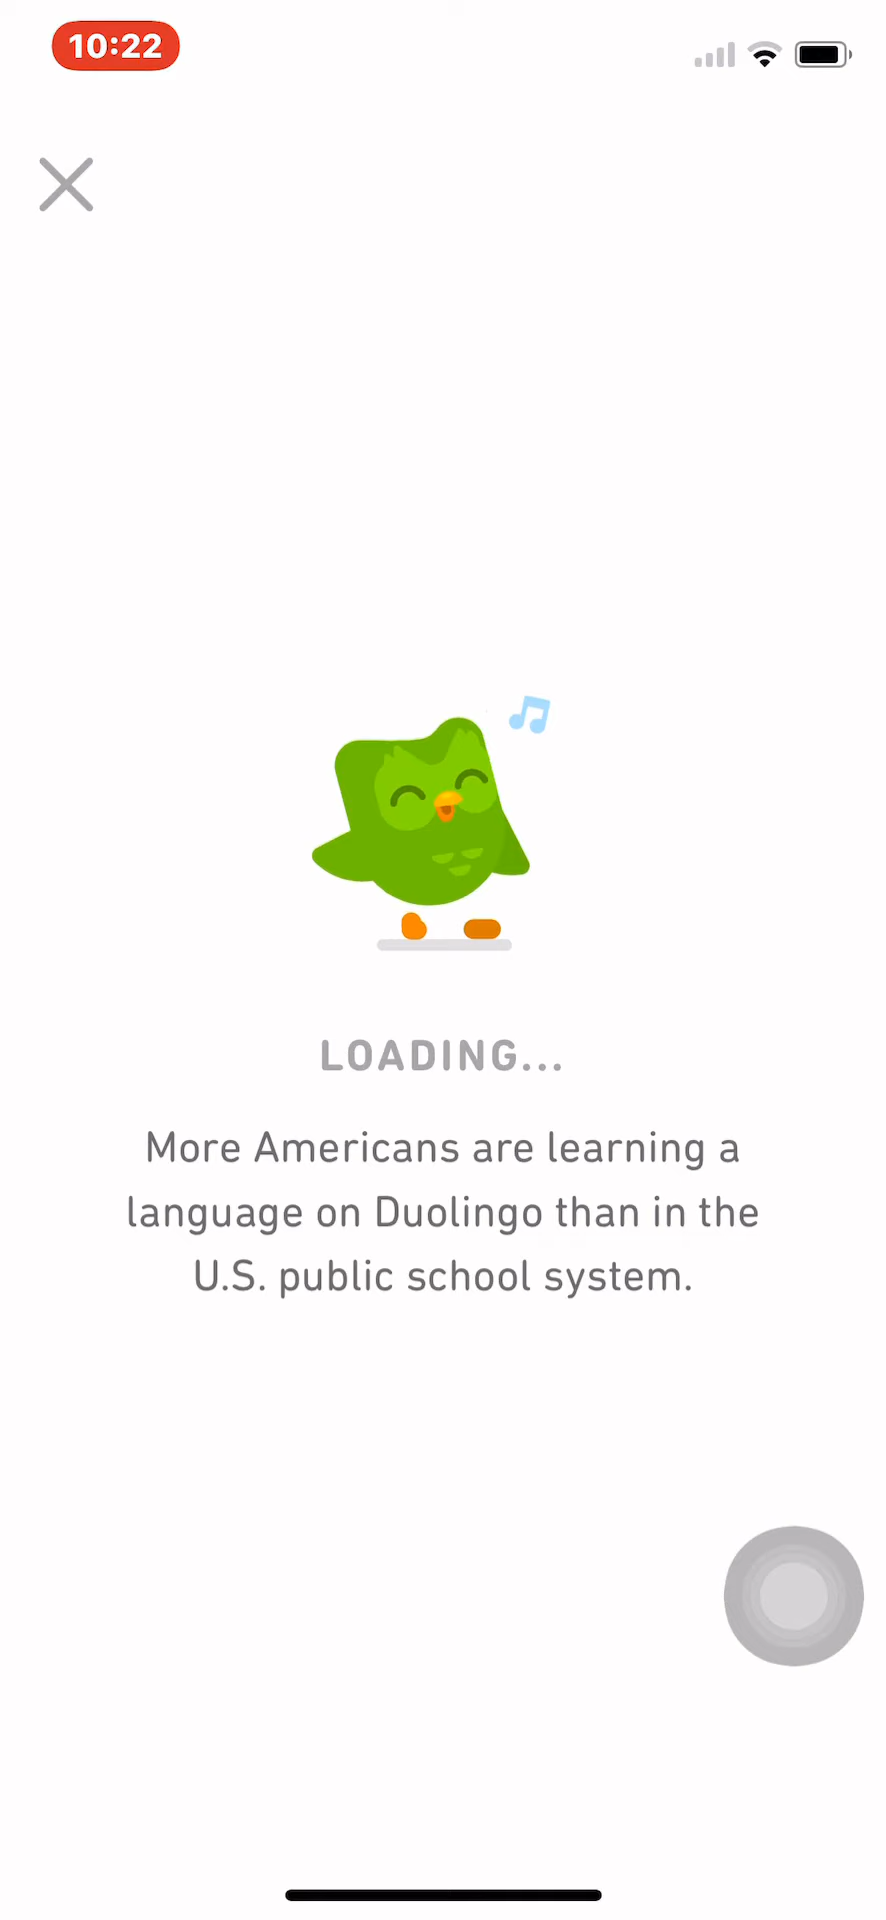 10:22
LOADING...
More Americans are learning a
language on Duolingo than in the
U.S. public school system.